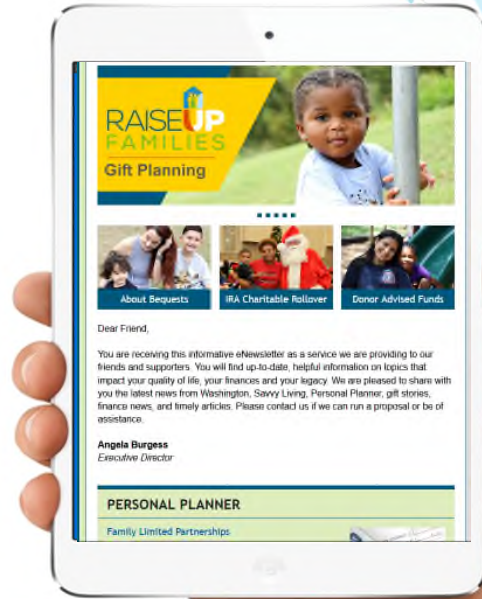 RAISEUP
FAMILIES
Gift Planning
About Bequests
IRA Charitable Rollover
Donor Advised Funds
Dear Friend,
You are receiving this informative eNewsletter as a service we are providing to our
friends and supporters. You will find up-to-date, helpful information on topics that
impact your quality of life, your finances and your legacy. We are pleased to share with
you the latest news from Washington, Savvy Living, Personal Planner, gift stories,
finance news, and timely articles. Please contact us if we can run a proposal or be of
assistance.
Angela Burgess
Executive Director
PERSONAL PLANNER
Family Limited Partnerships